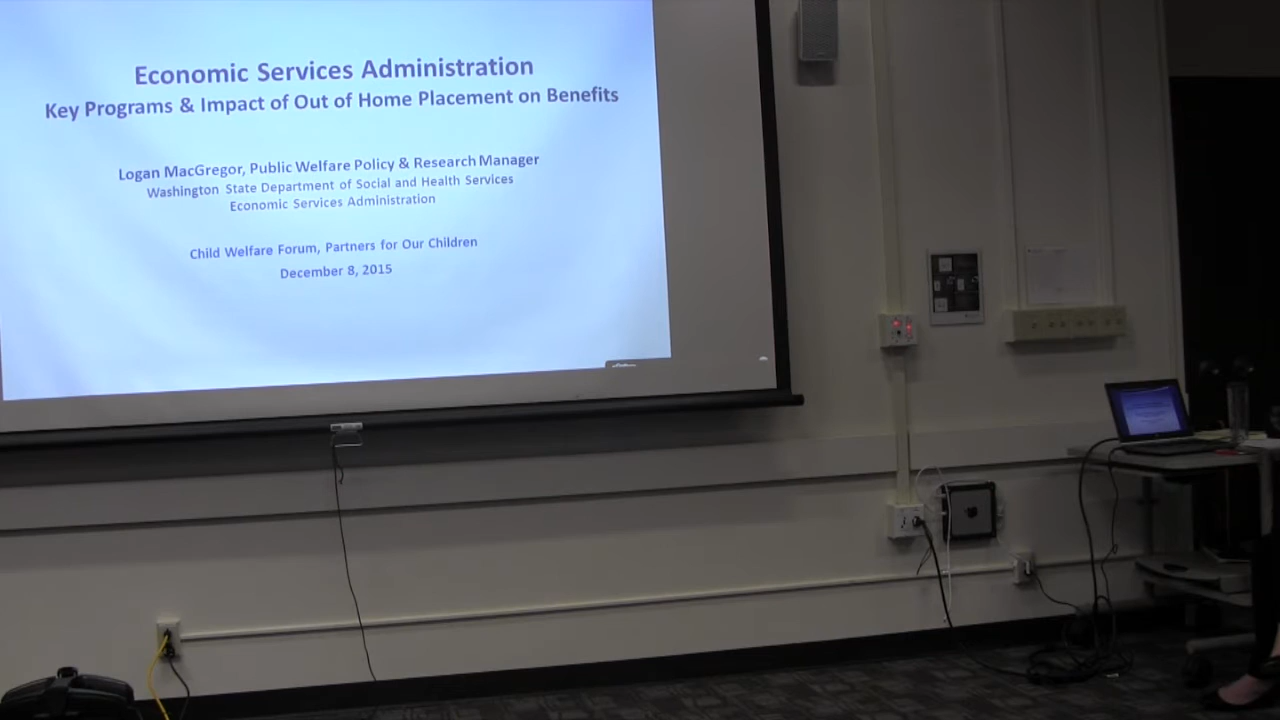 Economic Services Administration
Key Programs & Impact of Out of Home Placement on Benefits
Logan MacGregor, Public Welfare Policy & Research Manager
Washington State Department of Social and Health Services
Economic Services Administration
Child Welfare Forum, Partners for Our Children
December 8, 2015